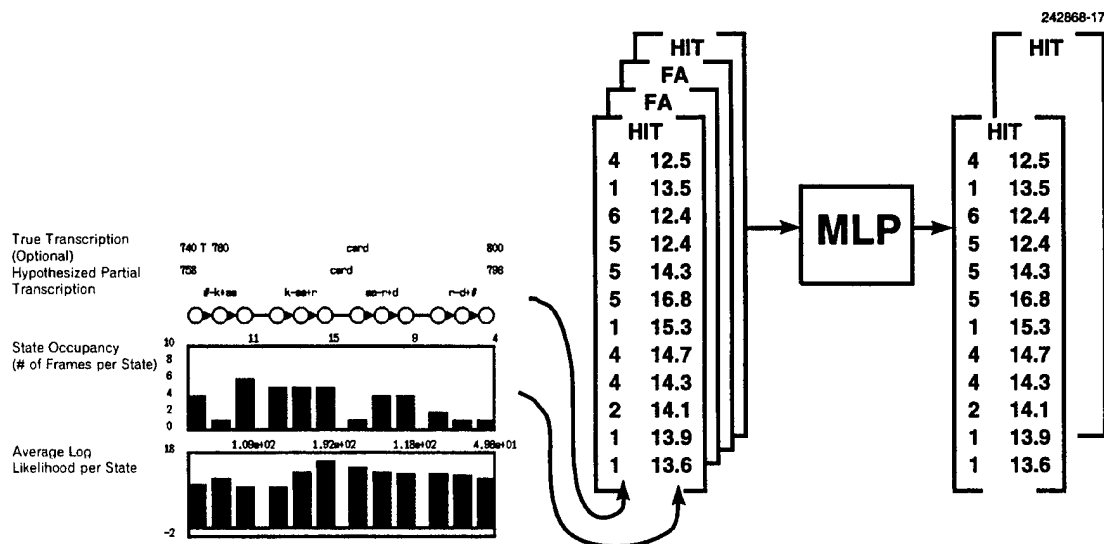 242868-17
HIT
FA
FA
HIT
4 12.5
1 13.5
6 12.4
5 12.4
5 14.3
5 16.8
1 15.3
4 14.7
4 14.3
2 14.1
1 13.9
1 13.6
MLP
HIT
HIT
4 12.5
1 13.5
6 12.4
5 12.4
5 14.3
5 16.8
1 15.3
4 14.7
4 14.3
2 14.1
1 13.9
1 13.6
True Transcription
(Optional)
740 T 760 card 800
Hypothesized Partial
Transcription
758 card 798
#-k+aa k-aa+r aa-r+d r-d+#
State Occupancy
(# of Frames per State)
11 15 9 4
10
8
6
4
2
0
Average Log
Likelihood per State
1.09e+02 1.92e+02 1.18e+02 4.98e+01
18
-2